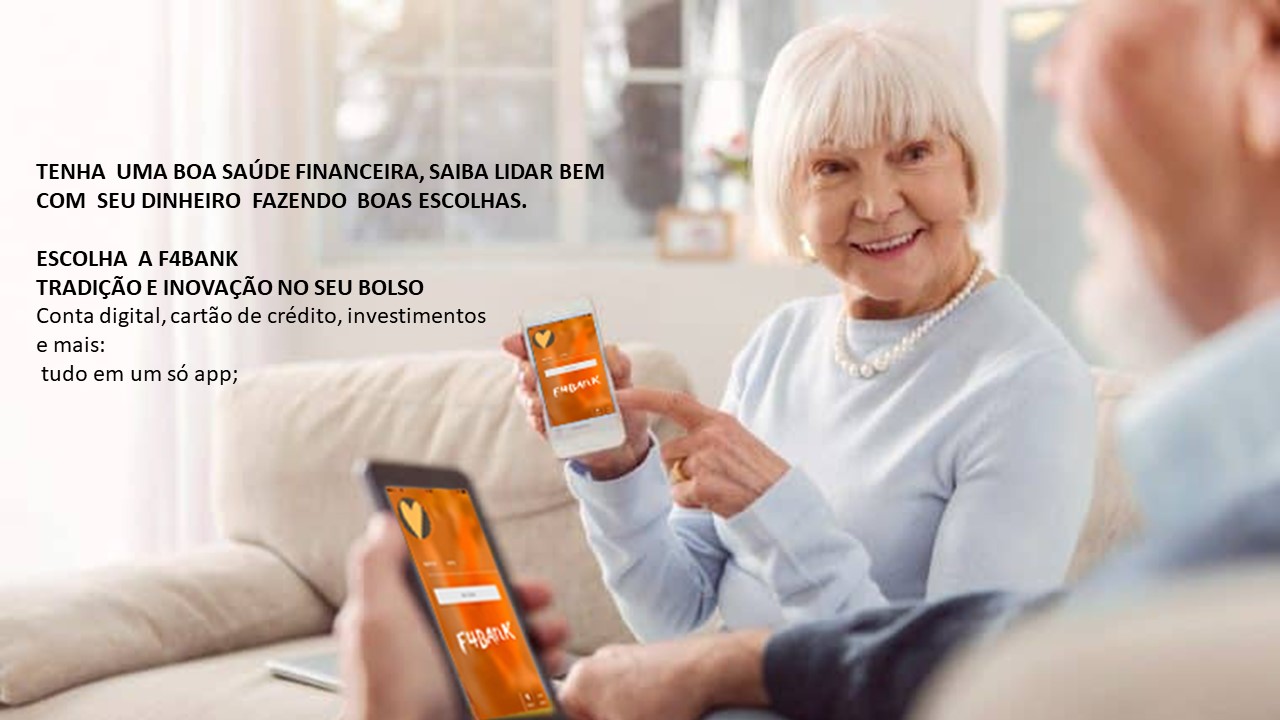 TENHA UMA BOA SAÚDE FINANCEIRA, SAIBA LIDAR BEM
COM SEU DINHEIRO FAZENDO BOAS ESCOLHAS.
ESCOLHA A F4BANK
TRADIÇÃO E INOVAÇÃO NO SEU BOLSO
Conta digital, cartão de crédito, investimentos
e mais:
tudo em um só app;
F4BANK
F4BANK